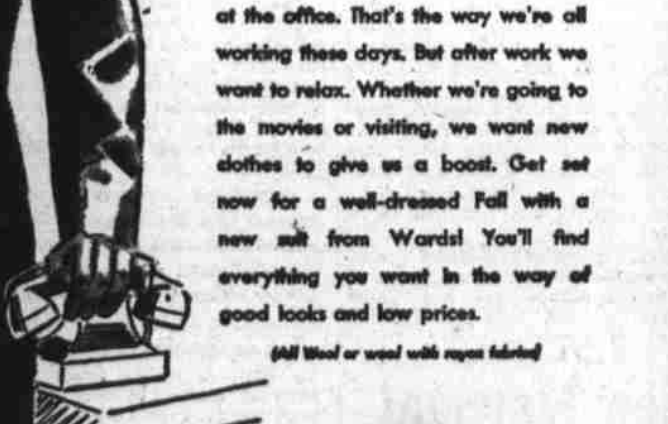 at the office. That's the way we're all
working these days. But after work we
want to relax. Whether we're going to
the movies or visiting, we want new
clothes to give us a boost. Get set
now for a well-dressed Fall with a
new suit from Wards! You'll find
everything you want in the way of
good looks and low prices.
(All Wool or wool with rayon fabrics)